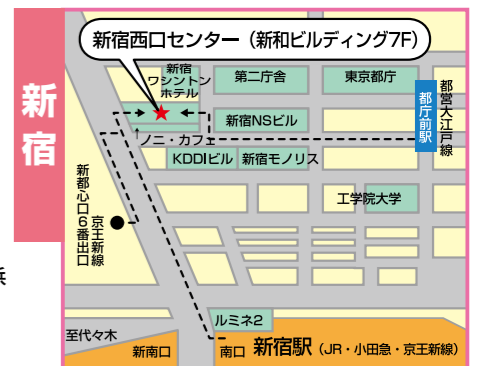 新宿
新宿西口センター（新和ビルディング7F）
新宿
ワシントン
ホテル
第二庁舎
東京都庁
都営大江戸線
都庁前駅
新宿NSビル
↑ノニ・カフェ
KDDIビル
新宿モノリス
工学院大学
新都心口6番出口
京王新線
浜
ルミネ2
至代々木
新南口
南口
新宿駅（JR・小田急・京王新線）